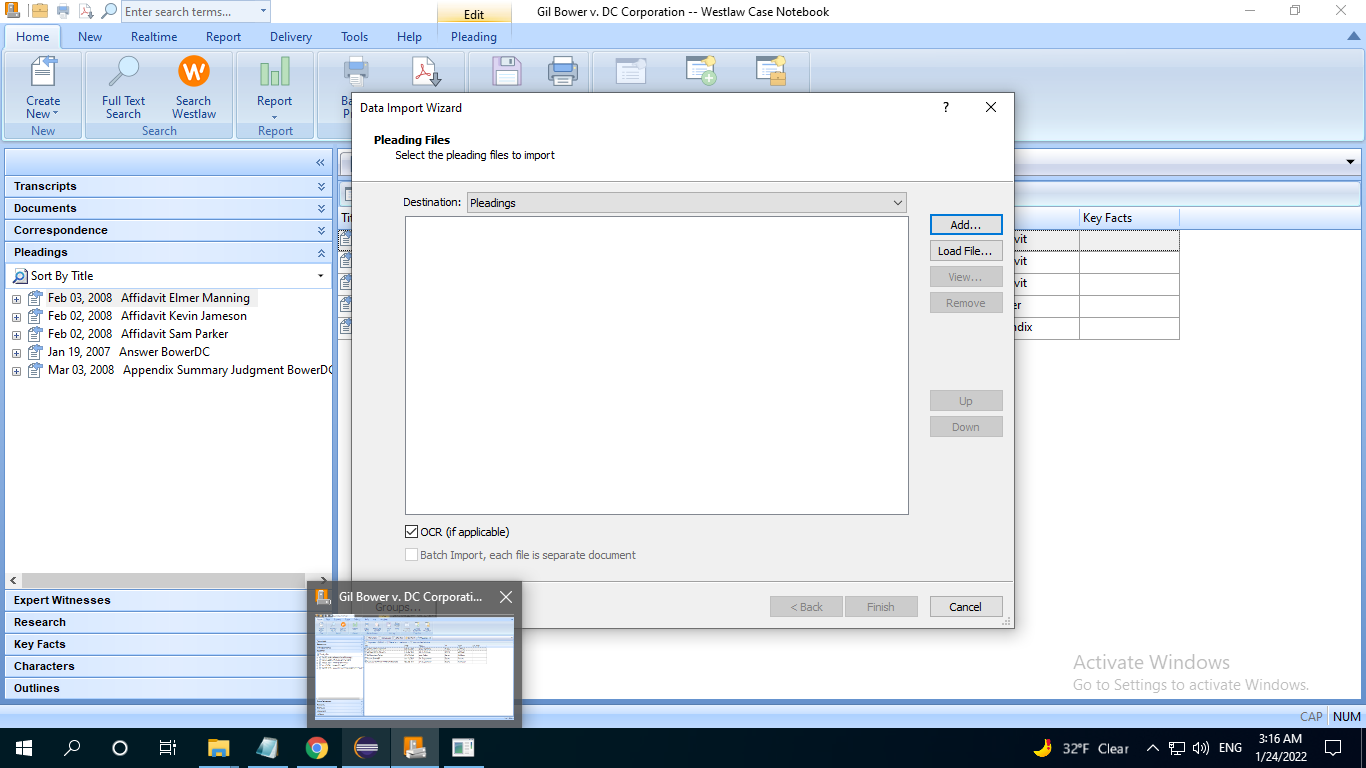 Enter search terms...
Edit
Gil Bower v. DC Corporation -- Westlaw Case Notebook
Home
New
Realtime
Report
Delivery
Tools
Help
Pleading
Create New
Full Text Search
Search Westlaw
Report
New
Search
Report
Data Import Wizard
?
Pleading Files
Select the pleading files to import
Destination:
Pleadings
Add...
Load File...
View...
Remove
Up
Down
OCR (if applicable)
Batch Import, each file is separate document
Groups...
< Back
Finish
Cancel
Transcripts
Documents
Correspondence
Pleadings
Sort By Title
Feb 03, 2008 Affidavit Elmer Manning
Feb 02, 2008 Affidavit Kevin Jameson
Feb 02, 2008 Affidavit Sam Parker
Jan 19, 2007 Answer BowerDC
Mar 03, 2008 Appendix Summary Judgment BowerDC
Expert Witnesses
Research
Key Facts
Characters
Outlines
Key Facts
vit
vit
vit
er
ndix
Gil Bower v. DC Corporati...
Activate Windows
Go to Settings to activate Windows.
CAP
NUM
32°F Clear
ENG
3:16 AM
1/24/2022